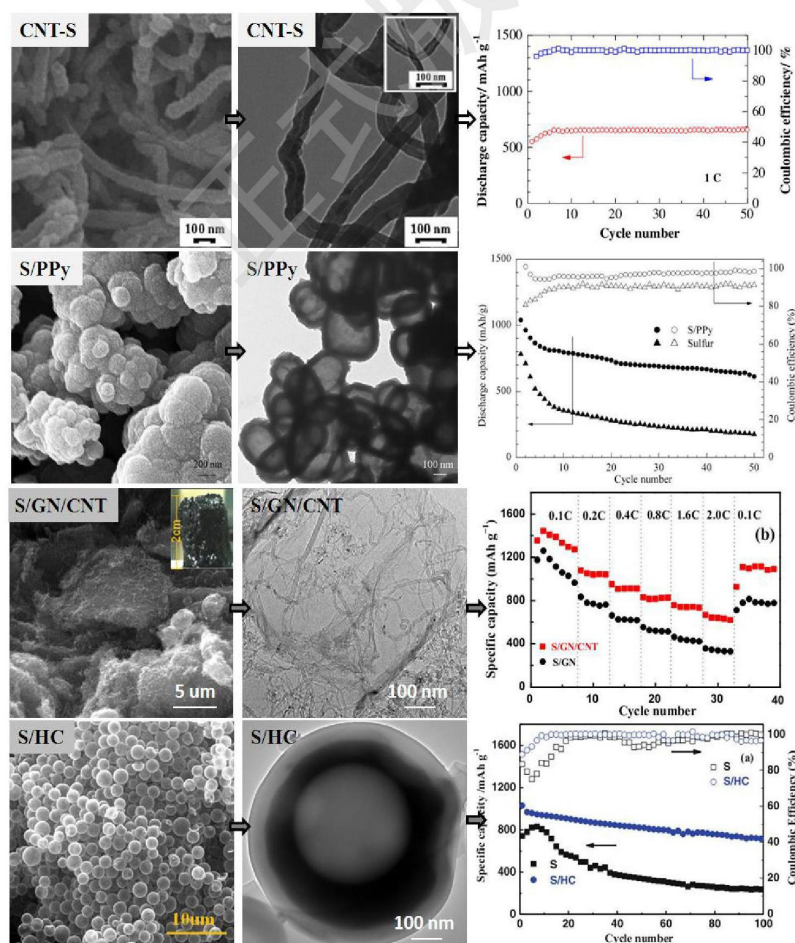 CNT-S
100 nm
CNT-S
100 nm
100 nm
Discharge capacity/ mAh g⁻¹
1500
1200
900
600
300
0
1 C
100
80
60
40
20
0
Coulombic efficiency/ %
0 10 20 30 40 50
Cycle number
S/PPy
200 nm
S/PPy
100 nm
Discharge capacity (mAh/g)
1500
1000
500
0
S/PPy
Sulfur
100
80
60
40
20
0
Coulombic efficiency (%)
0 10 20 30 40 50
Cycle number
S/GN/CNT
2cm
5 um
S/GN/CNT
100 nm
Specific capacity (mAh g⁻¹)
1600
1200
800
400
0
0.1C 0.2C 0.4C 0.8C 1.6C 2.0C 0.1C
(b)
S/GN/CNT
S/GN
0 10 20 30 40
Cycle number
S/HC
10um
S/HC
100 nm
Specific capacity /mAh g⁻¹
1600
1200
800
400
0
(a)
S
S/HC
S
S/HC
100
80
60
40
20
0
Coulombic Efficiency (%)
0 20 40 60 80 100
Cycle number
正式版